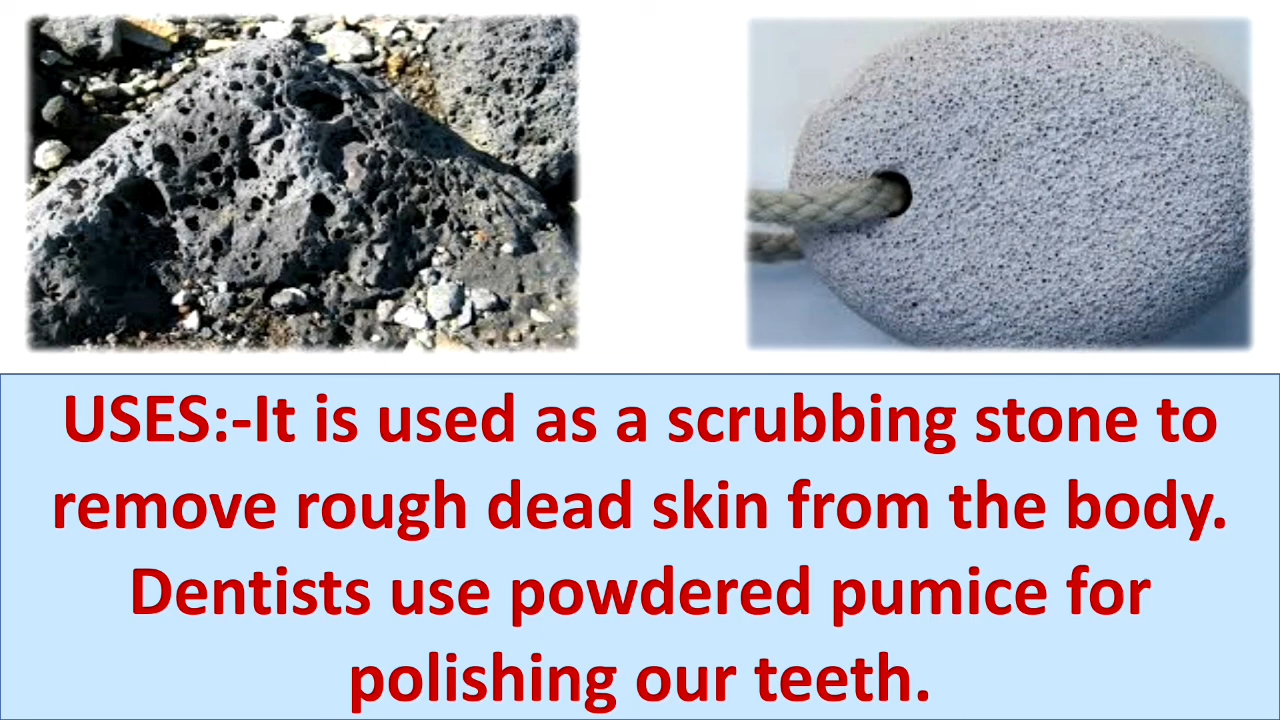 USES:-It is used as a scrubbing stone to
remove rough dead skin from the body.
Dentists use powdered pumice for
polishing our teeth.